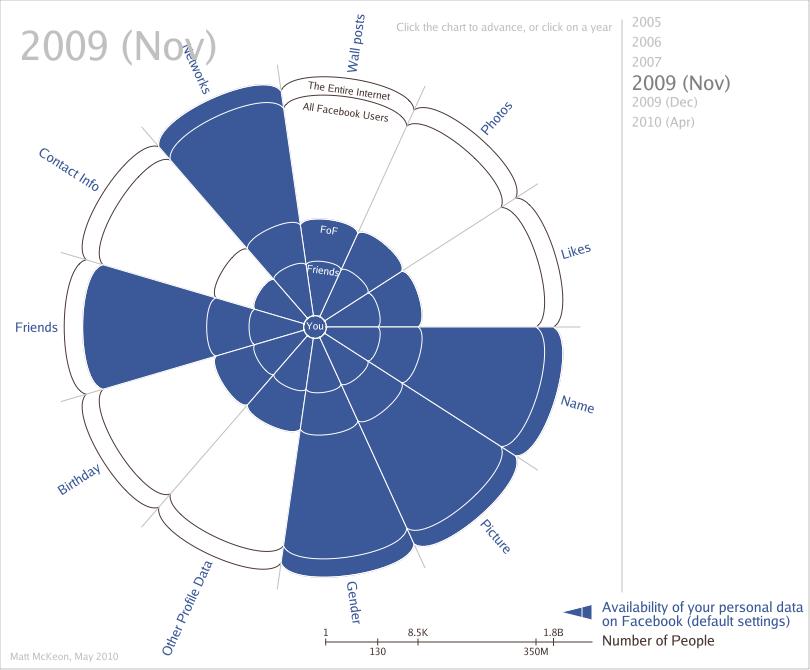 2009 (Nov)
Click the chart to advance, or click on a year
2005
2006
2007
2009 (Nov)
2009 (Dec)
2010 (Apr)
Networks
Wall posts
The Entire Internet
All Facebook Users
Photos
Contact Info
Likes
FoF
Friends
You
Friends
Name
Birthday
Picture
Other Profile Data
Gender
Availability of your personal data
on Facebook (default settings)
1 8.5K 1.8B
Number of People
130 350M
Matt McKeon, May 2010